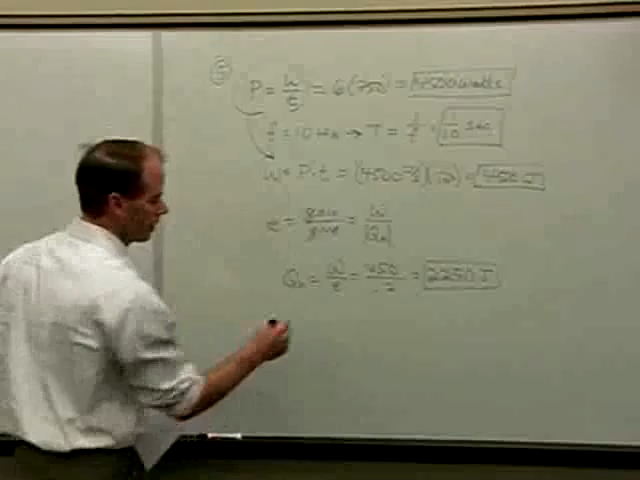 ⑤ P = W/t = 6(750) = 4500 Watts
f = 10 Hz → T = 1/f = 1/10 sec
W = P·t = (4500 J/s)(.10) = 450 J
e = gain/give = W/|Qh|
Qh = W/e = 450/.2 = 2250 J